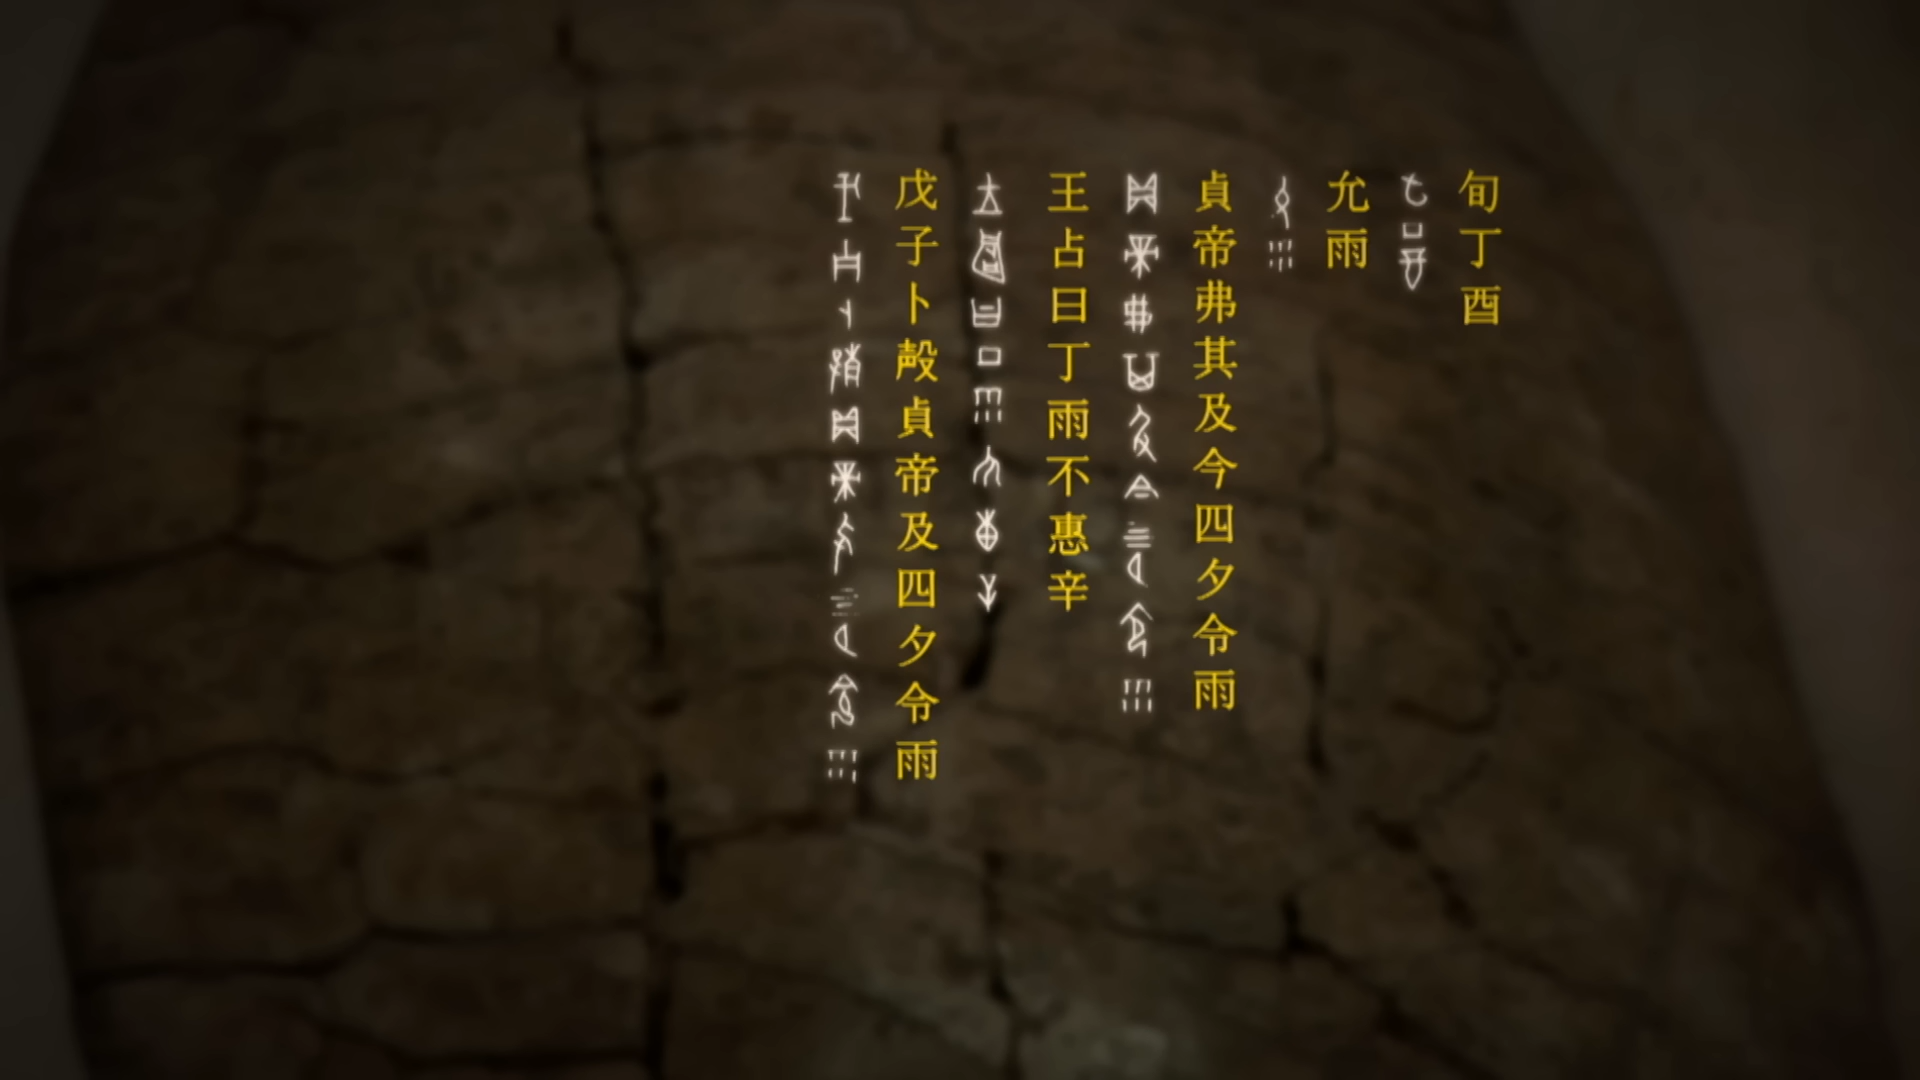 旬丁酉
允雨
貞帝弗其及今四夕令雨
王占曰丁雨不惠辛
戊子卜㱿貞帝及四夕令雨